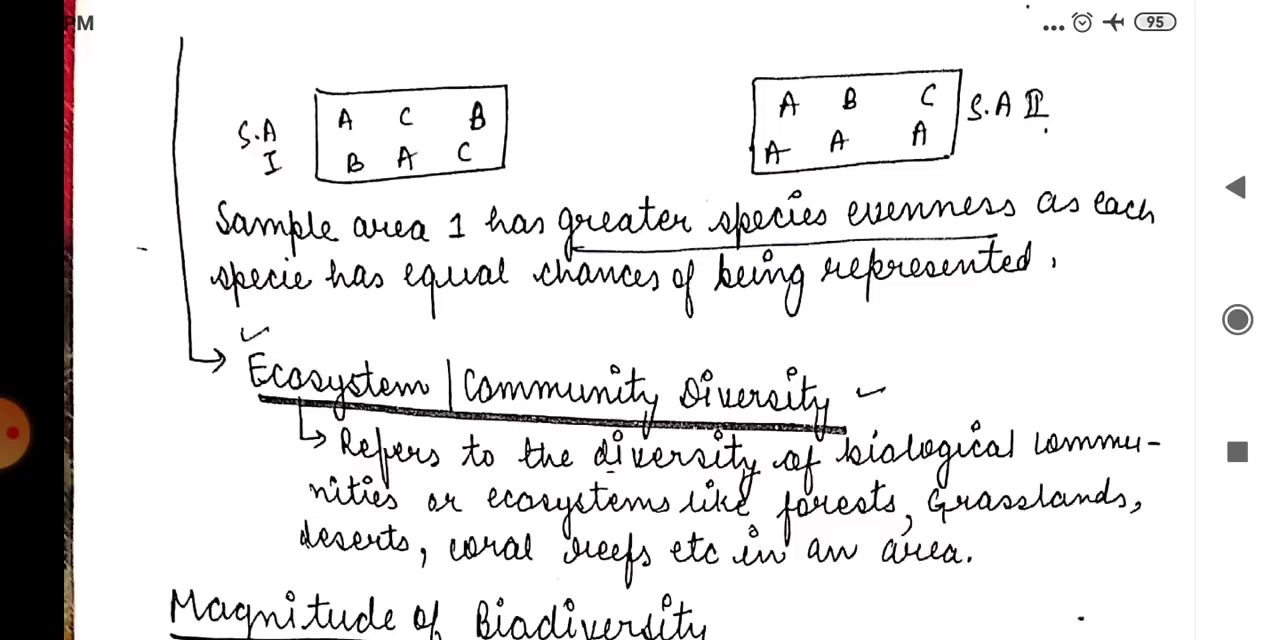 PM
... 95
S.A
I
A C B
B A C
A B C
A A A
S.A II
Sample area 1 has greater species evenness as each
specie has equal chances of being represented.
Ecosystem | Community Diversity
Refers to the diversity of biological commu-
nities or ecosystems like forests, Grasslands,
deserts, coral reefs etc in an area.
Magnitude of Biodiversity